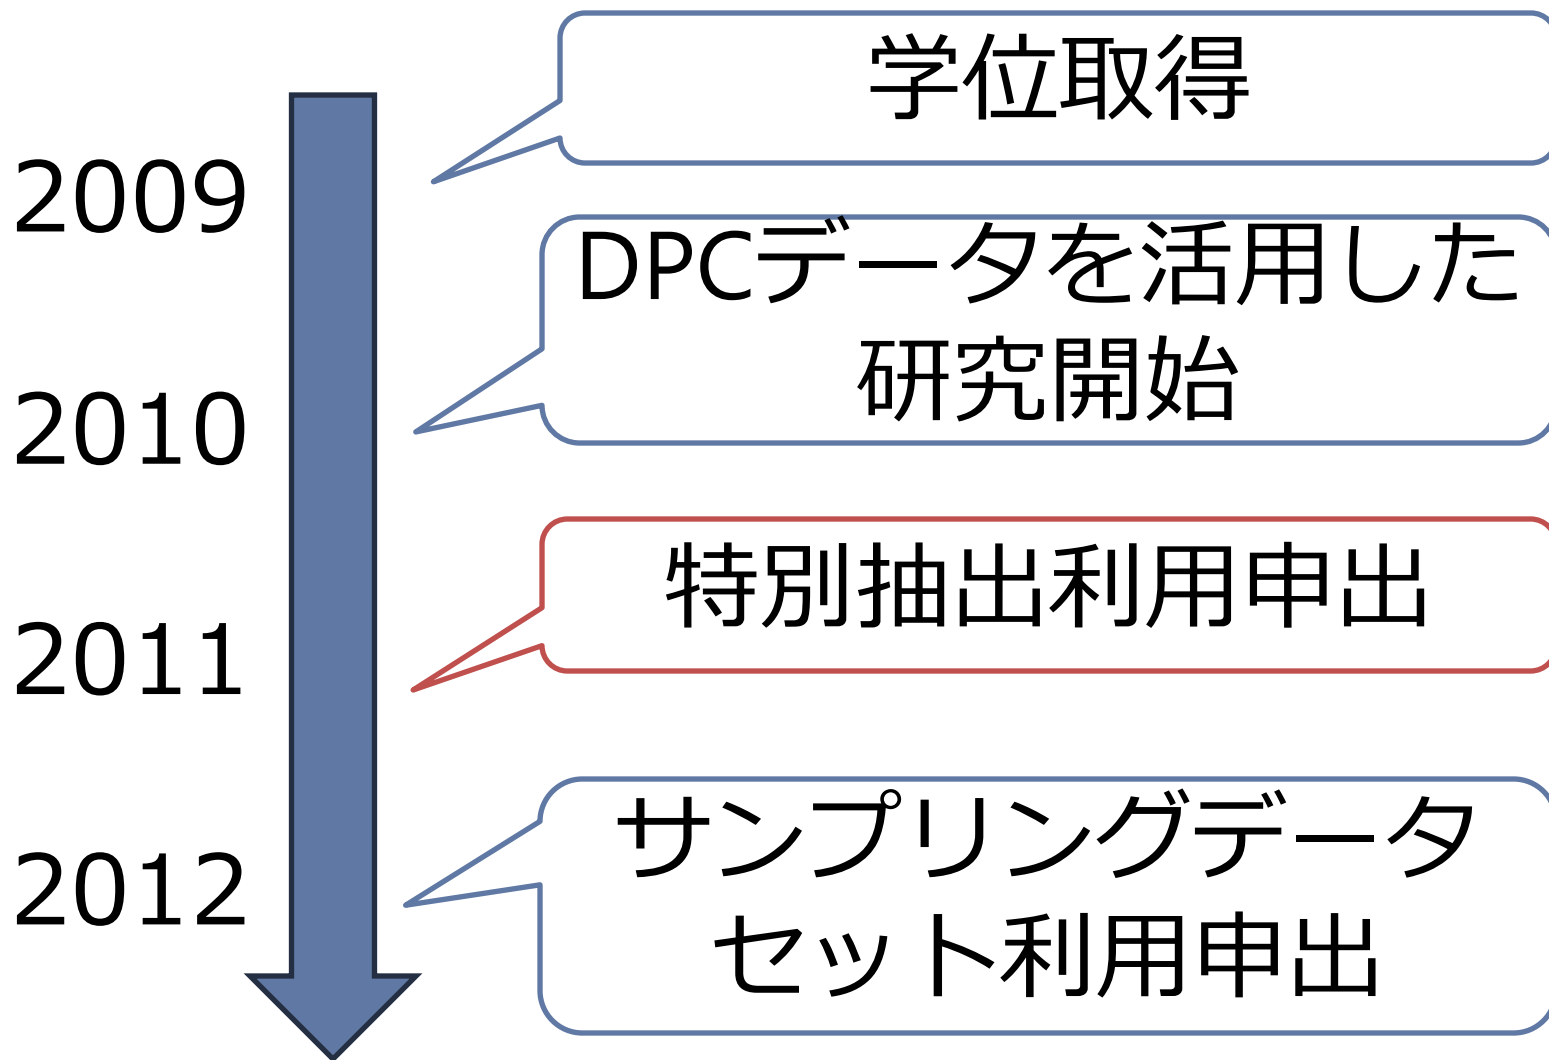 学位取得
2009
DPCデータを活用した
研究開始
2010
特別抽出利用申出
2011
サンプリングデータ
セット利用申出
2012